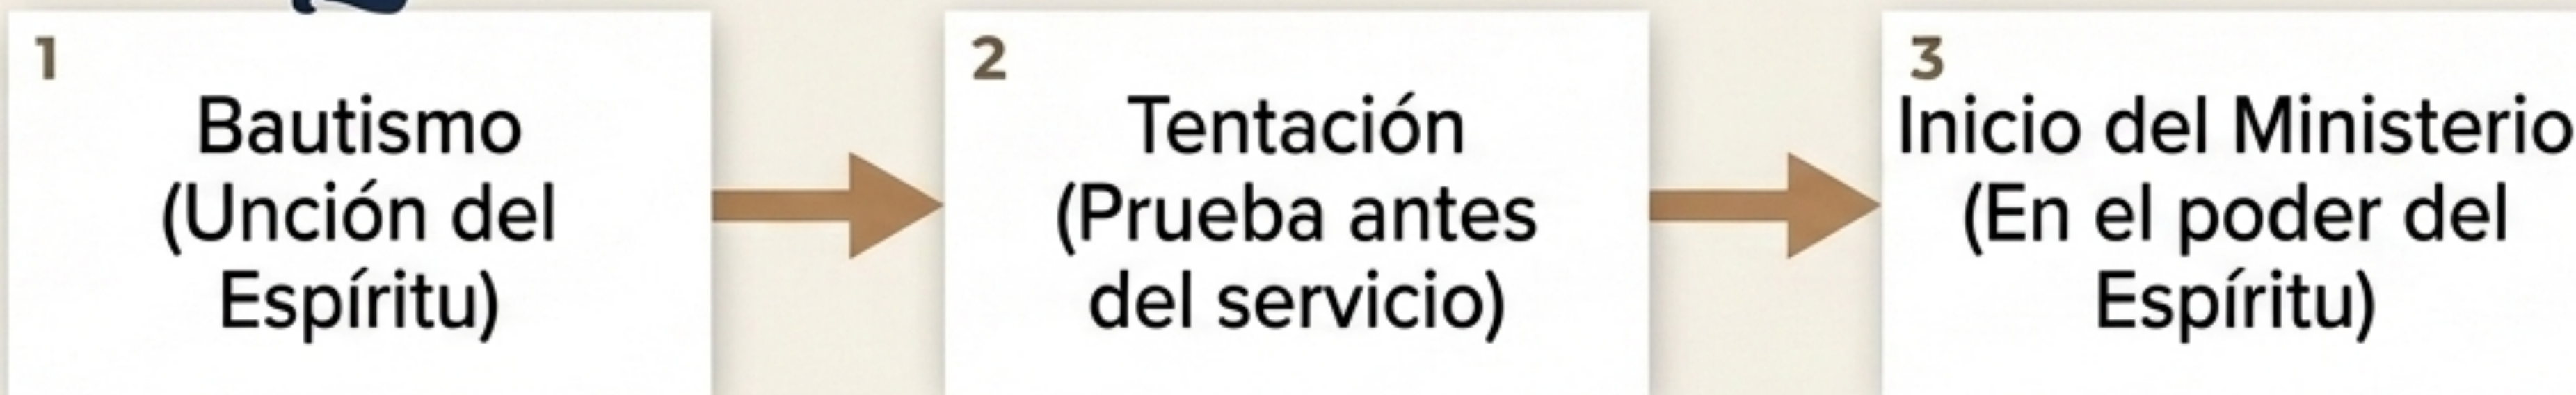 1
Bautismo
(Unción del
Espíritu)
2
Tentación
(Prueba antes
del servicio)
3
Inicio del Ministerio
(En el poder del
Espíritu)